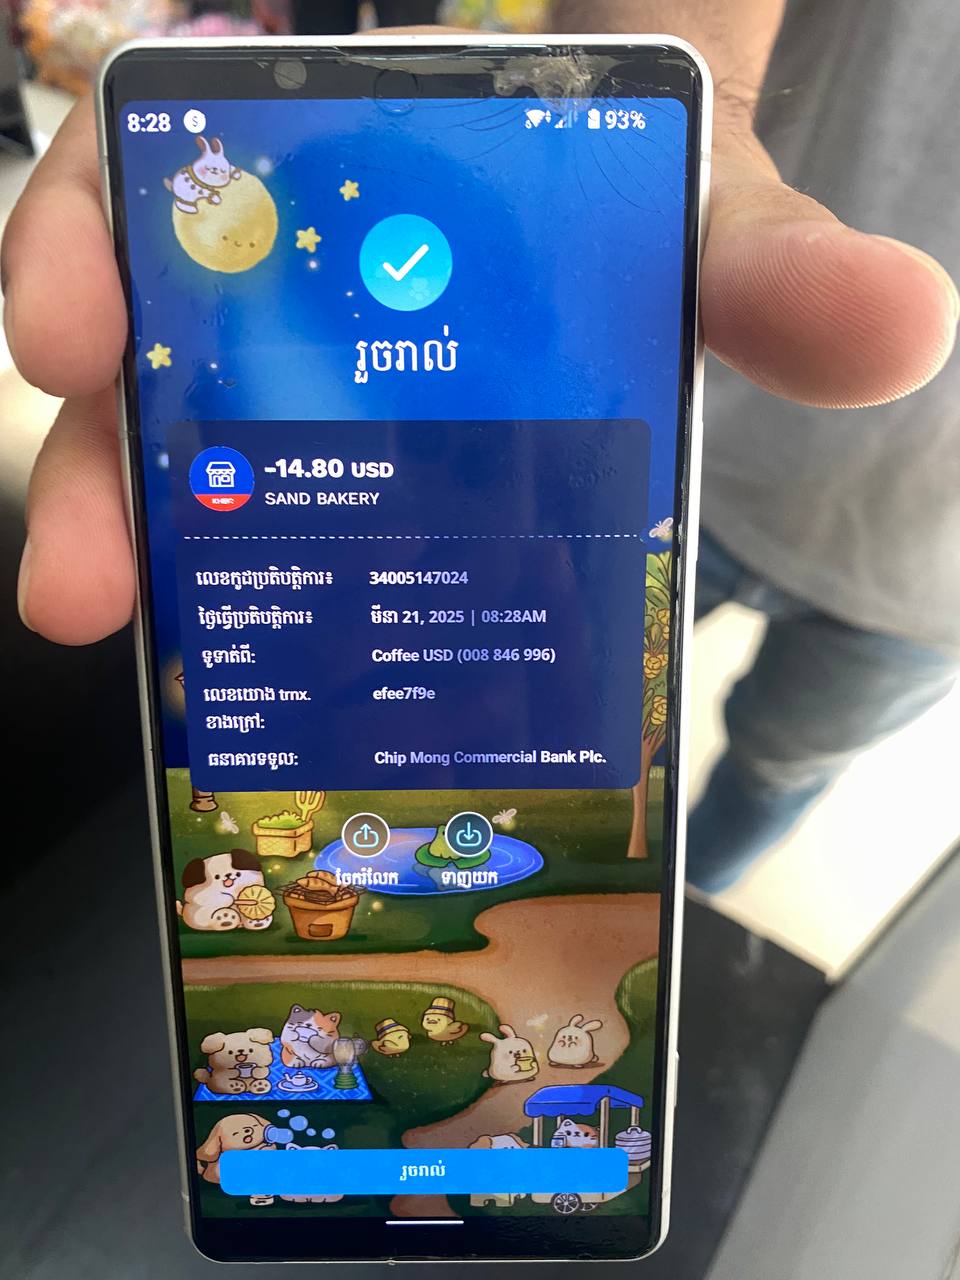 8:28
93%
រួចរាល់
-14.80 USD
SAND BAKERY
KHQR
លេខកូដប្រតិបត្តិការ៖ 34005147024
ថ្ងៃធ្វើប្រតិបត្តិការ៖ មីនា 21, 2025 | 08:28AM
ទូទាត់ពី: Coffee USD (008 846 996)
លេខយោង trnx. efee7f9e
ខាងក្រៅ:
ធនាគារទទួល: Chip Mong Commercial Bank Plc.
ចែករំលែក ទាញយក
រួចរាល់